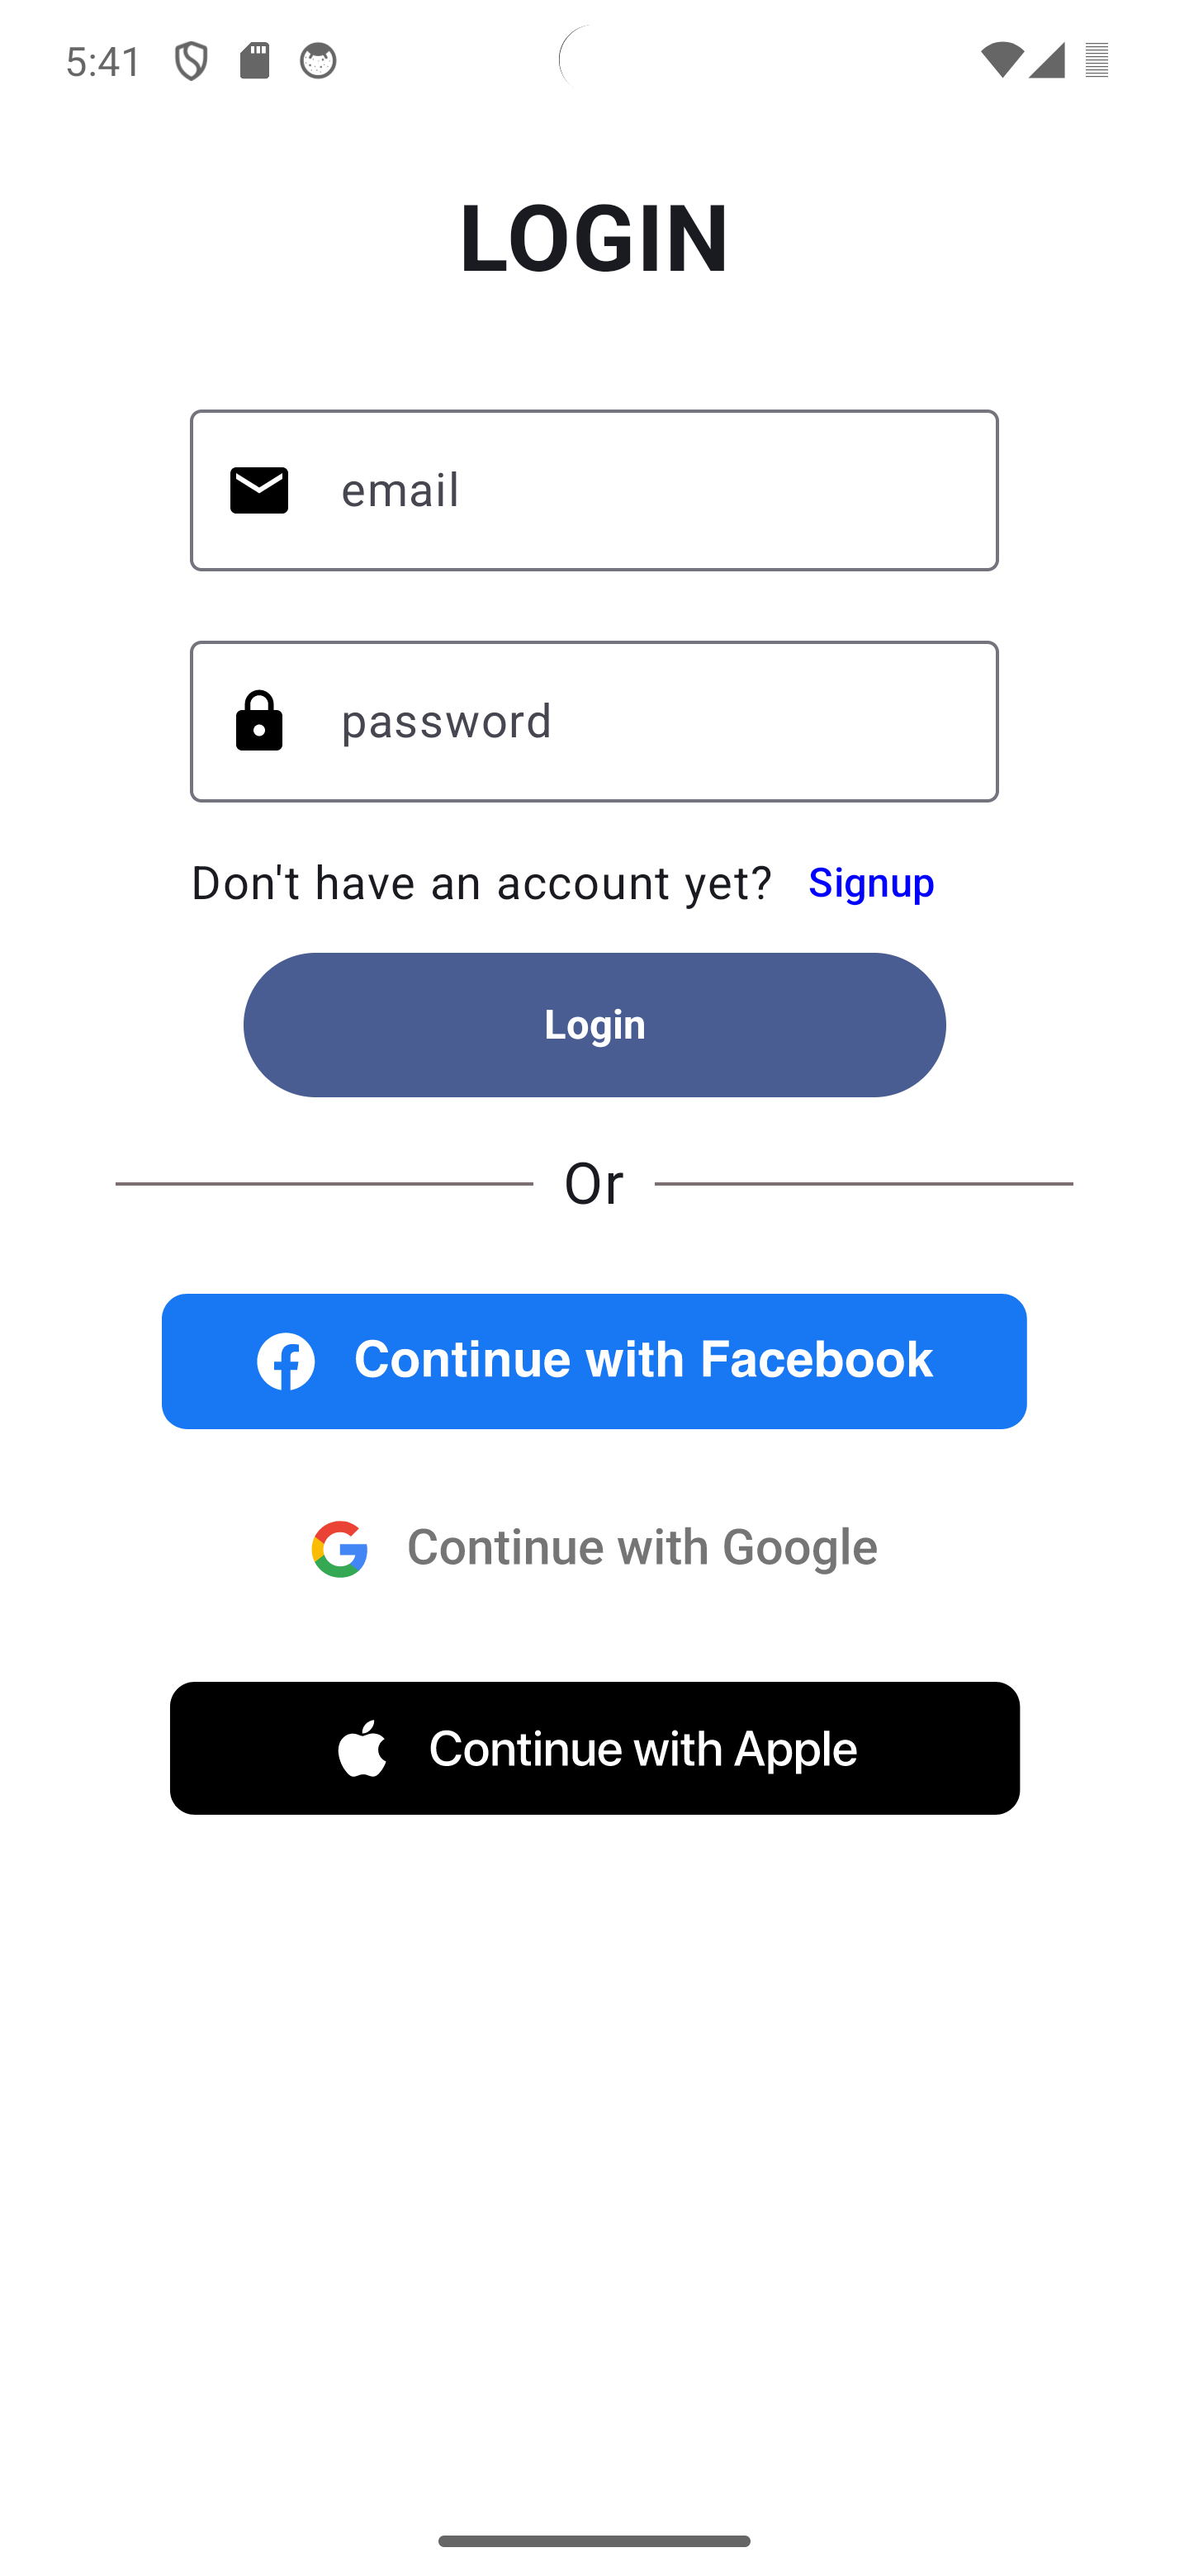 5:41
LOGIN
email
password
Don't have an account yet? Signup
Login
Or
Continue with Facebook
Continue with Google
Continue with Apple